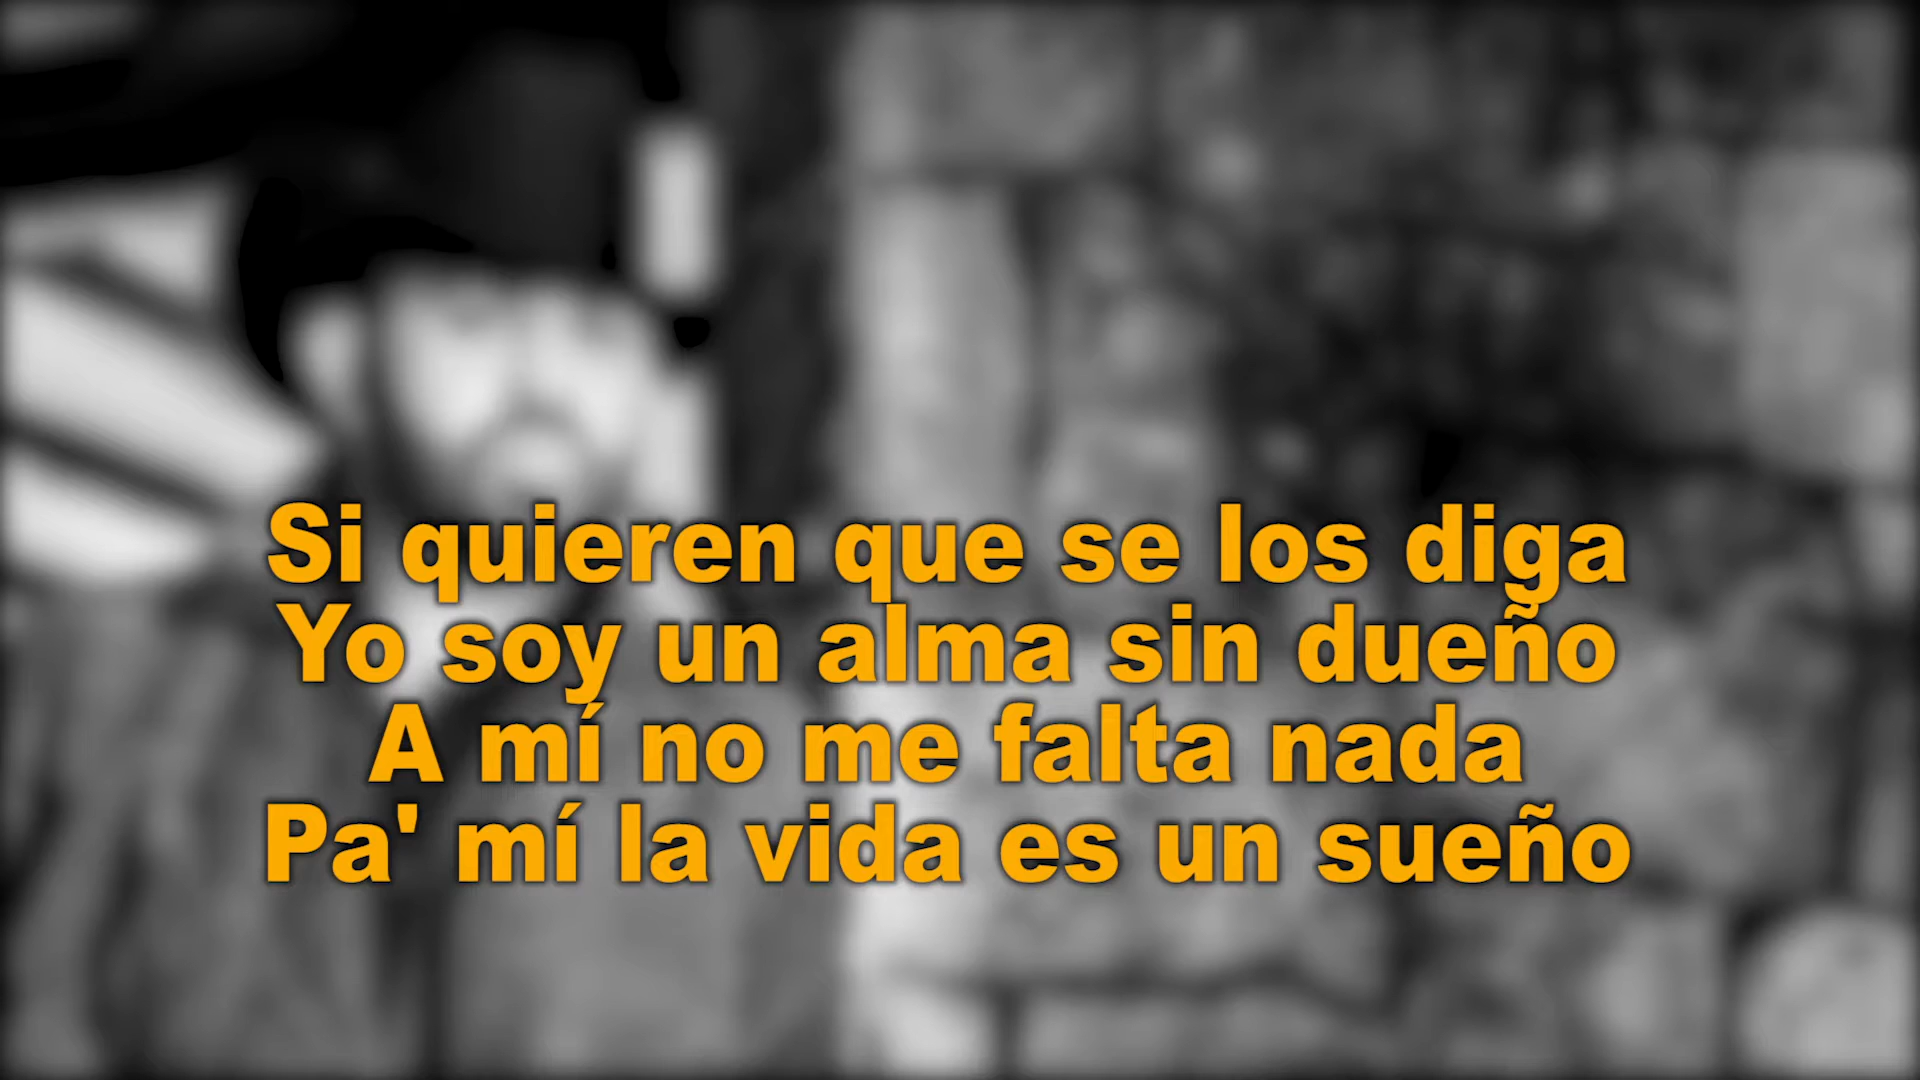 Si quieren que se los diga
Yo soy un alma sin dueño
A mí no me falta nada
Pa' mí la vida es un sueño